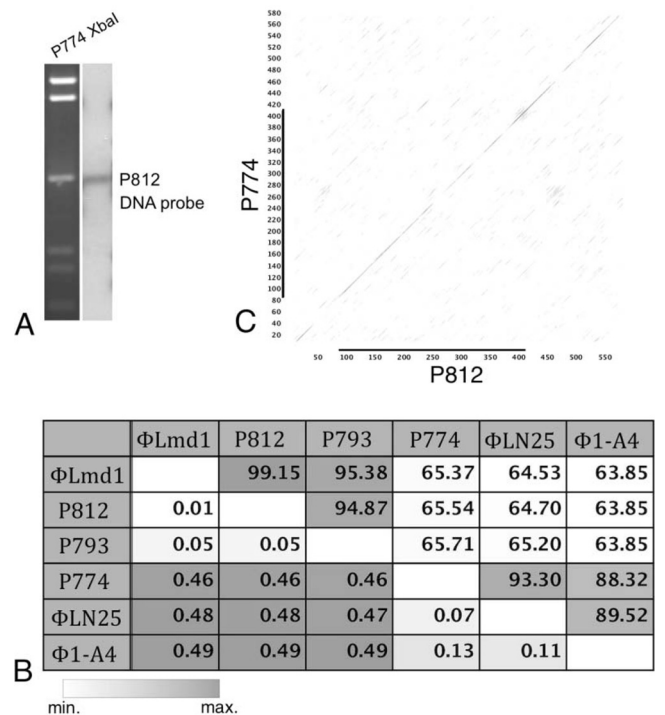 P774 XbaI
P812
DNA probe
A
580
560
540
520
500
480
460
440
420
400
380
360
340
320
300
280
260
240
220
200
180
160
140
120
100
80
60
40
20
P774
C
50 100 150 200 250 300 350 400 450 500 550
P812
ΦLmd1 P812 P793 P774 ΦLN25 Φ1-A4
ΦLmd1 99.15 95.38 65.37 64.53 63.85
P812 0.01 94.87 65.54 64.70 63.85
P793 0.05 0.05 65.71 65.20 63.85
P774 0.46 0.46 0.46 93.30 88.32
ΦLN25 0.48 0.48 0.47 0.07 89.52
Φ1-A4 0.49 0.49 0.49 0.13 0.11
B
min. max.